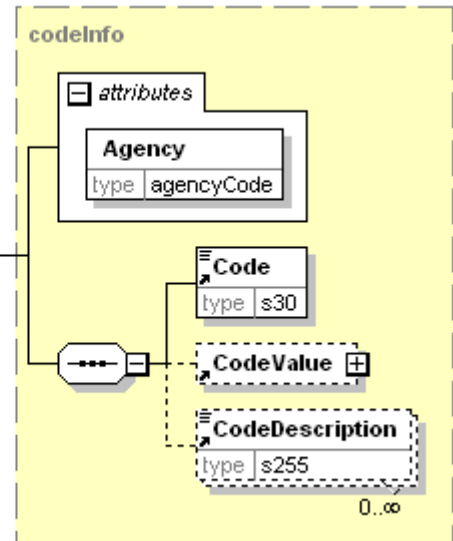 codeInfo
attributes
Agency
type agencyCode
Code
type s30
CodeValue
CodeDescription
type s255
0..∞